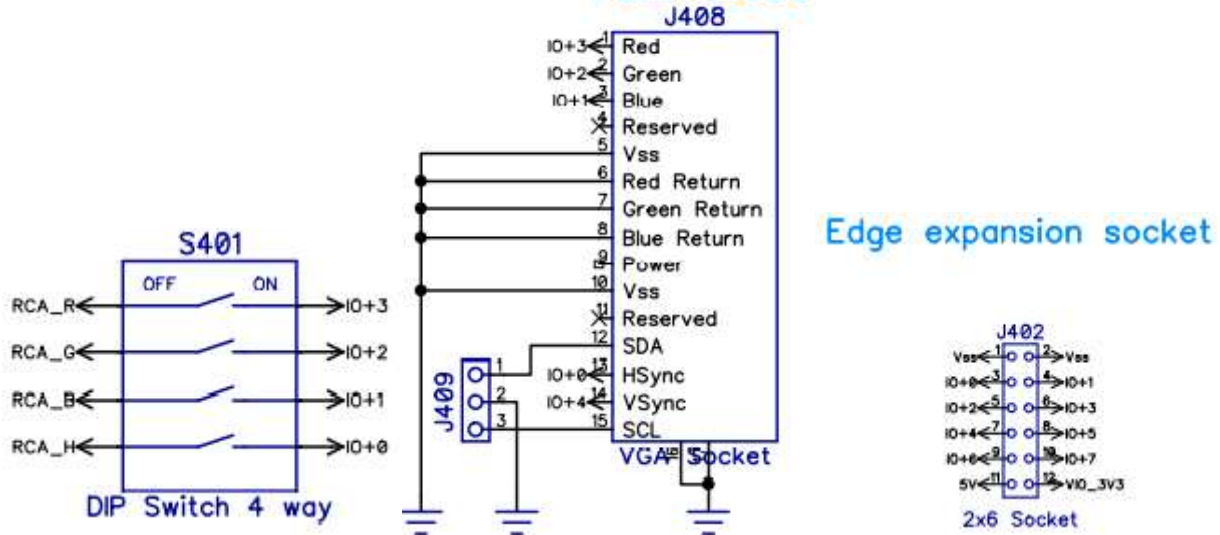 J408
IO+3 1 Red
IO+2 2 Green
IO+1 3 Blue
4 Reserved
5 Vss
6 Red Return
7 Green Return
8 Blue Return
9 Power
10 Vss
11 Reserved
12 SDA
IO+0 13 HSync
IO+4 14 VSync
15 SCL
16
VGA Socket
J409
1
2
3
S401
OFF ON
RCA_R IO+3
RCA_G IO+2
RCA_B IO+1
RCA_H IO+0
DIP Switch 4 way
Edge expansion socket
J402
Vss 1 2 Vss
IO+0 3 4 IO+1
IO+2 5 6 IO+3
IO+4 7 8 IO+5
IO+6 9 10 IO+7
5V 11 12 VIO_3V3
2x6 Socket